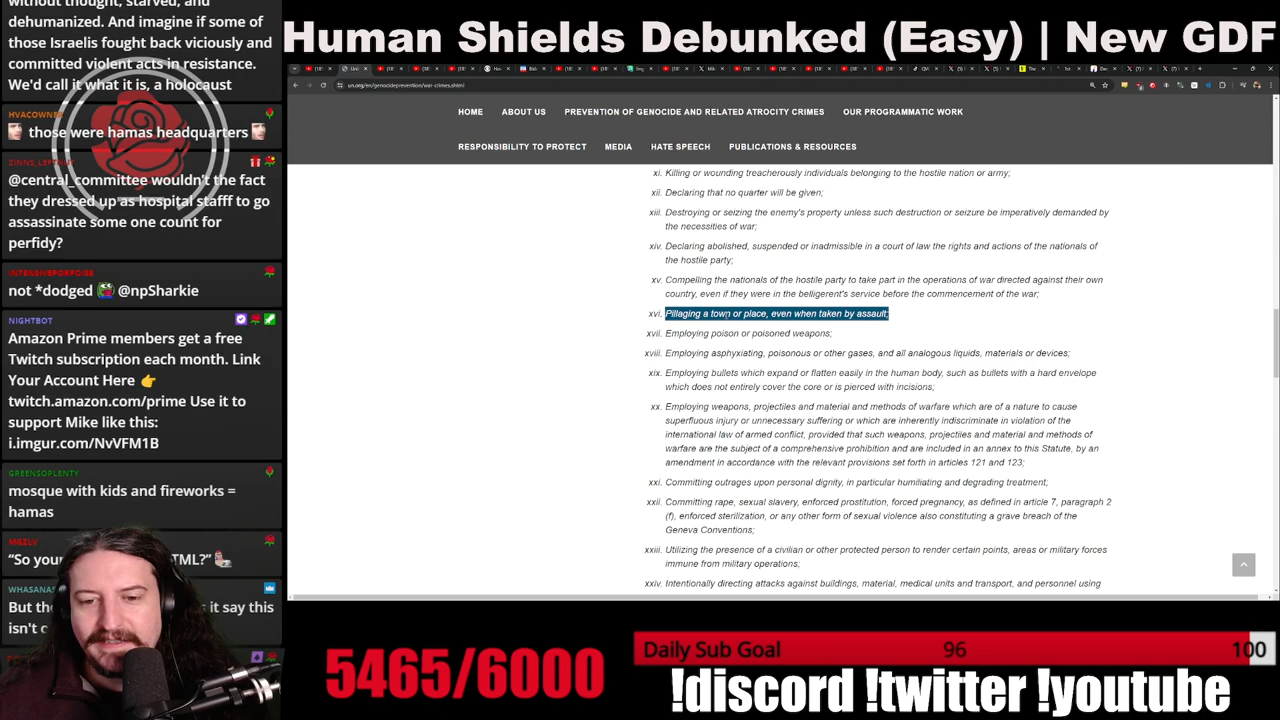 without thought, starved, and
dehumanized. And imagine if some of
those Israelis fought back viciously and
committed violent acts in resistance.
We'd call it what it is, a holocaust
HVACOWNER
those were hamas headquarters
@central_committee wouldn't the fact
they dressed up as hospital stafff to go
assasinate some one count for
perfidy?
INTENSIVEPORPOISE
not *dodged @npSharkie
NIGHTBOT
Amazon Prime members get a free
Twitch subscription each month. Link
Your Account Here 👉
twitch.amazon.com/prime Use it to
support Mike like this:
i.imgur.com/NvVFM1B
GREENSOPLENTY
mosque with kids and fireworks =
hamas
MGZLV
"So your
TML?"
WHASANAS
But the
it say this
isn't c
Human Shields Debunked (Easy) | New GDF
un.org/en/genocideprevention/war-crimes.shtml
HOME ABOUT US PREVENTION OF GENOCIDE AND RELATED ATROCITY CRIMES OUR PROGRAMMATIC WORK
RESPONSIBILITY TO PROTECT MEDIA HATE SPEECH PUBLICATIONS & RESOURCES
xi. Killing or wounding treacherously individuals belonging to the hostile nation or army;
xii. Declaring that no quarter will be given;
xiii. Destroying or seizing the enemy's property unless such destruction or seizure be imperatively demanded by
the necessities of war;
xiv. Declaring abolished, suspended or inadmissible in a court of law the rights and actions of the nationals of
the hostile party;
xv. Compelling the nationals of the hostile party to take part in the operations of war directed against their own
country, even if they were in the belligerent's service before the commencement of the war;
xvi. Pillaging a town or place, even when taken by assault;
xvii. Employing poison or poisoned weapons;
xviii. Employing asphyxiating, poisonous or other gases, and all analogous liquids, materials or devices;
xix. Employing bullets which expand or flatten easily in the human body, such as bullets with a hard envelope
which does not entirely cover the core or is pierced with incisions;
xx. Employing weapons, projectiles and material and methods of warfare which are of a nature to cause
superfluous injury or unnecessary suffering or which are inherently indiscriminate in violation of the
international law of armed conflict, provided that such weapons, projectiles and material and methods of
warfare are the subject of a comprehensive prohibition and are included in an annex to this Statute, by an
amendment in accordance with the relevant provisions set forth in articles 121 and 123;
xxi. Committing outrages upon personal dignity, in particular humiliating and degrading treatment;
xxii. Committing rape, sexual slavery, enforced prostitution, forced pregnancy, as defined in article 7, paragraph 2
(f), enforced sterilization, or any other form of sexual violence also constituting a grave breach of the
Geneva Conventions;
xxiii. Utilizing the presence of a civilian or other protected person to render certain points, areas or military forces
immune from military operations;
xxiv. Intentionally directing attacks against buildings, material, medical units and transport, and personnel using
5465/6000
Daily Sub Goal 96 100
!discord !twitter !youtube